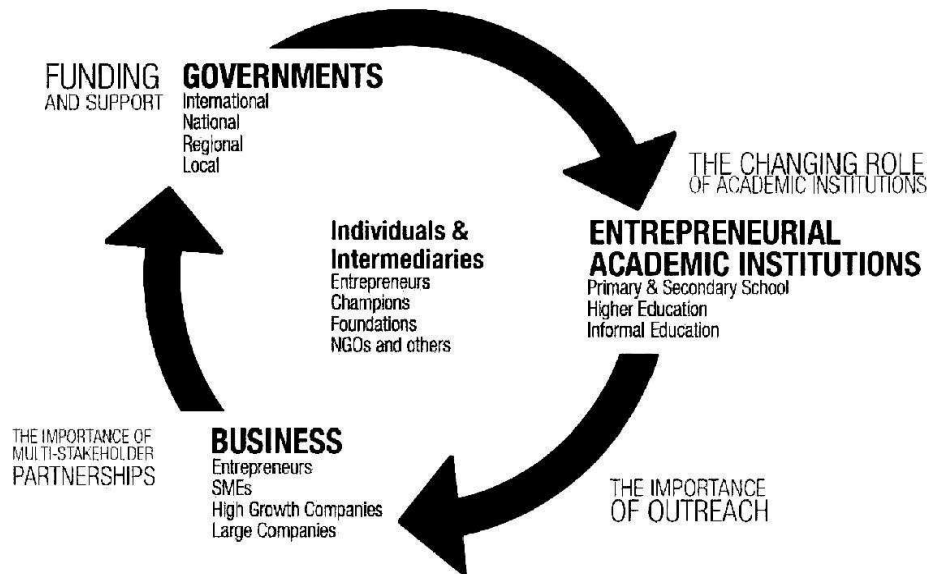 FUNDING
AND SUPPORT
GOVERNMENTS
International
National
Regional
Local
THE CHANGING ROLE
OF ACADEMIC INSTITUTIONS
Individuals &
Intermediaries
Entrepreneurs
Champions
Foundations
NGOs and others
ENTREPRENEURIAL
ACADEMIC INSTITUTIONS
Primary & Secondary School
Higher Education
Informal Education
THE IMPORTANCE OF
MULTI-STAKEHOLDER
PARTNERSHIPS
BUSINESS
Entrepreneurs
SMEs
High Growth Companies
Large Companies
THE IMPORTANCE
OF OUTREACH